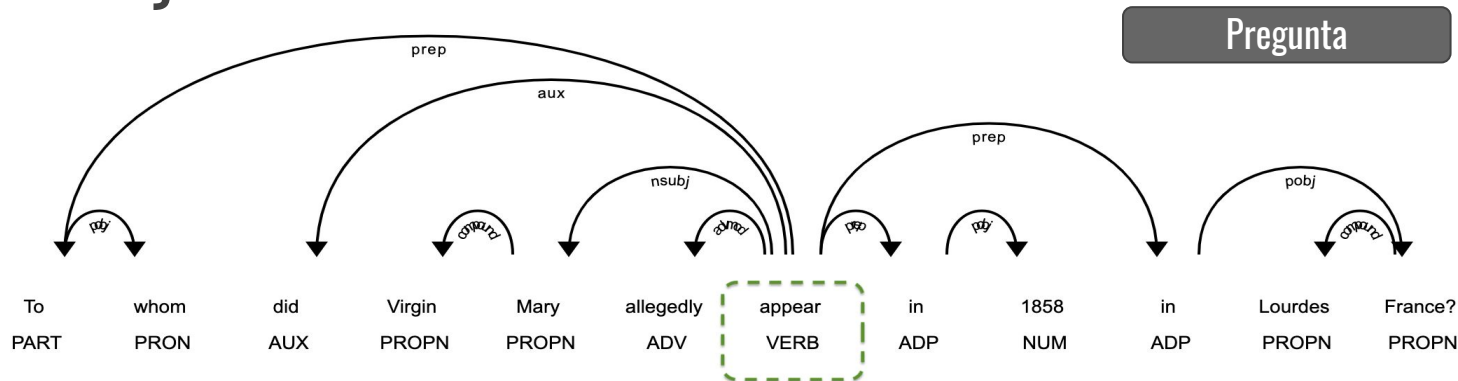 Pregunta
prep
aux
prep
nsubj
pobj
pobj
compound
advmod
prep
pobj
compound
To whom did Virgin Mary allegedly appear in 1858 in Lourdes France?
PART PRON AUX PROPN PROPN ADV VERB ADP NUM ADP PROPN PROPN